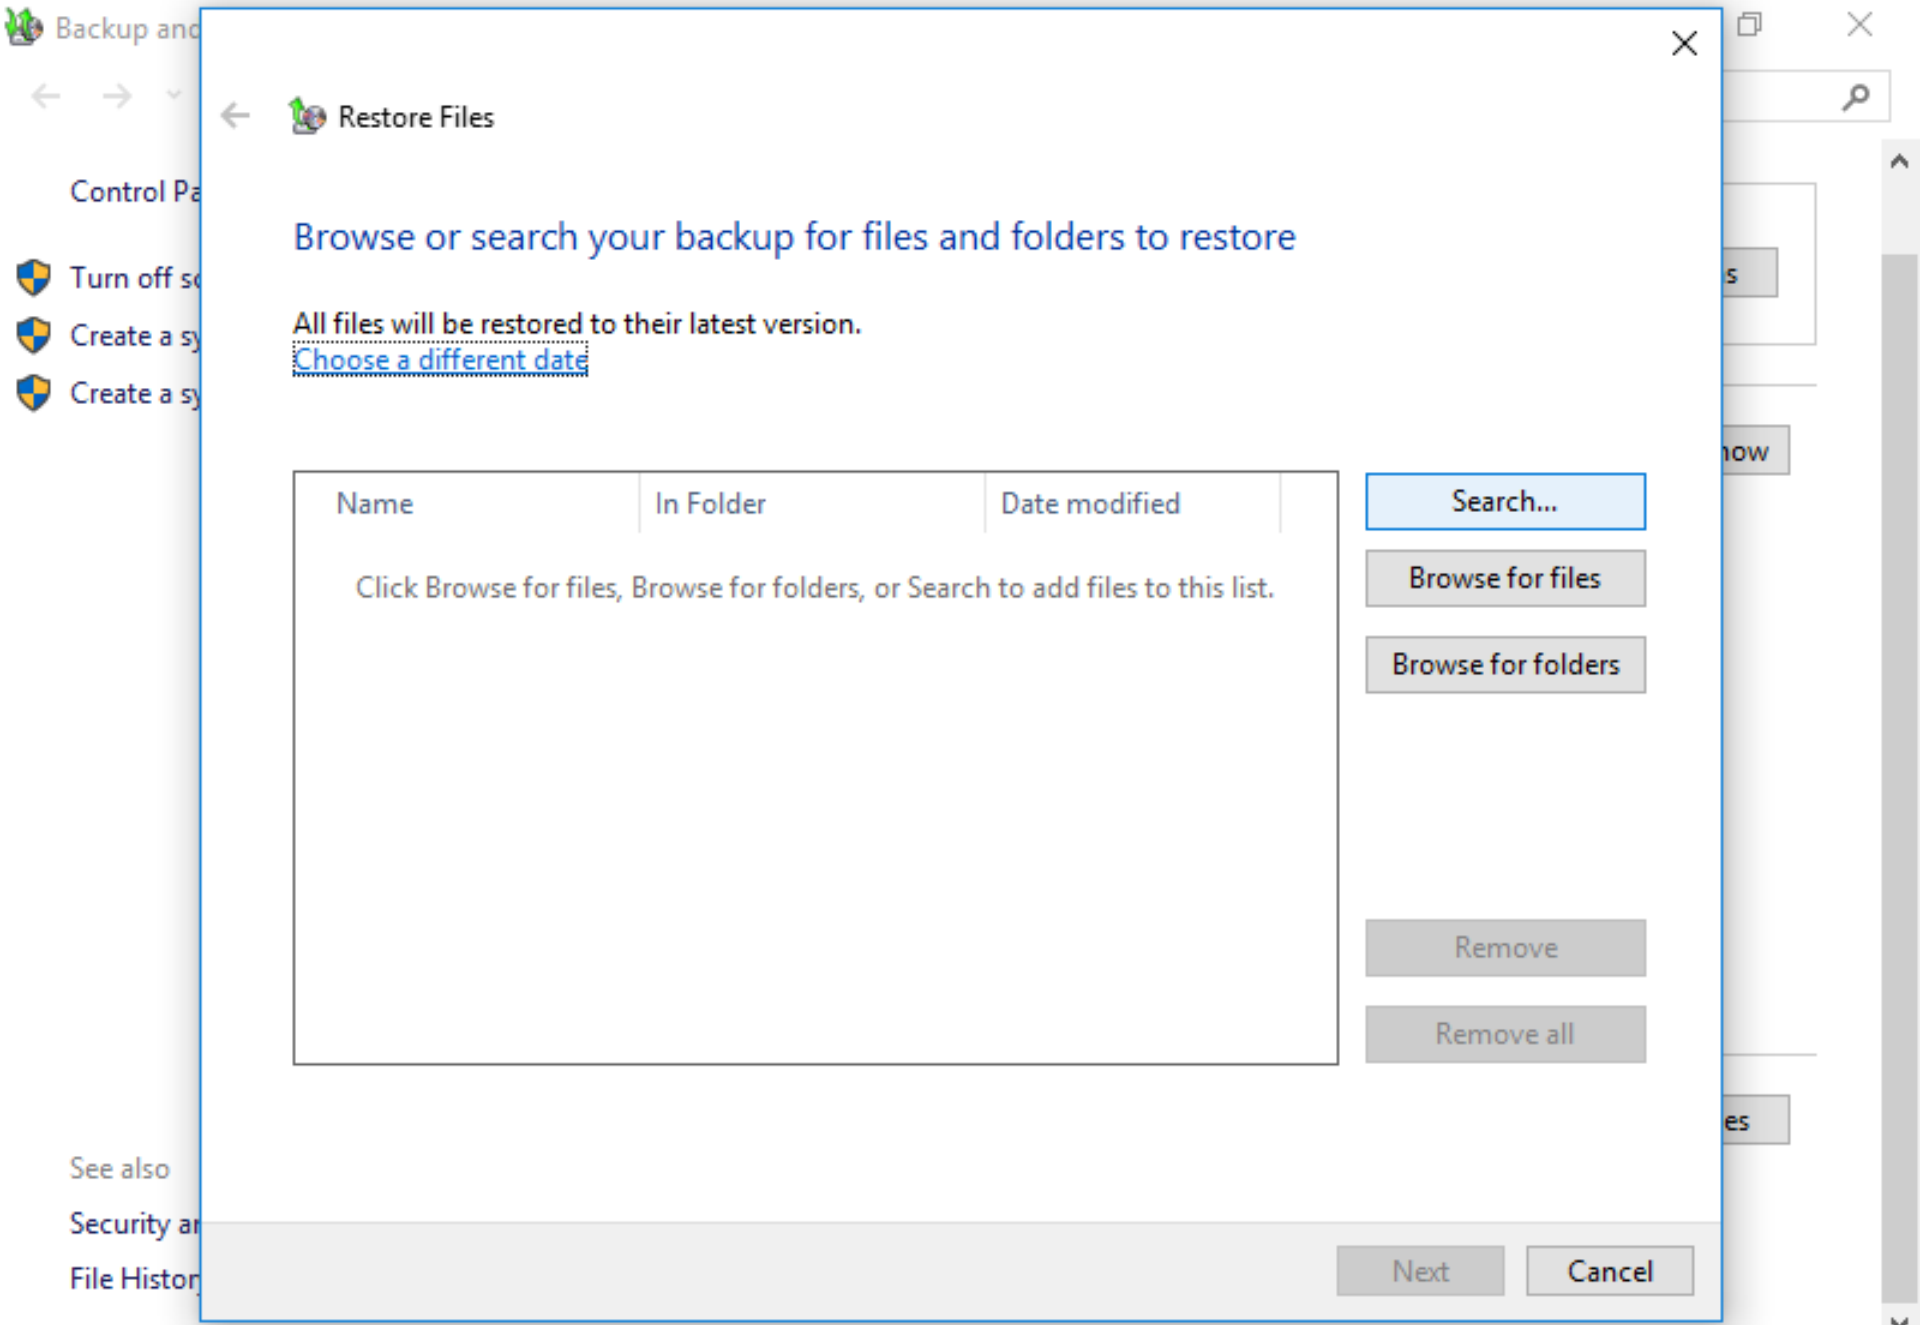 Backup and
Restore Files
Control Pa
Browse or search your backup for files and folders to restore
Turn off so
All files will be restored to their latest version.
Create a sy
Choose a different date
Create a sy
Name In Folder Date modified
Search...
Click Browse for files, Browse for folders, or Search to add files to this list.
Browse for files
Browse for folders
Remove
Remove all
See also
Security an
File History
Next Cancel